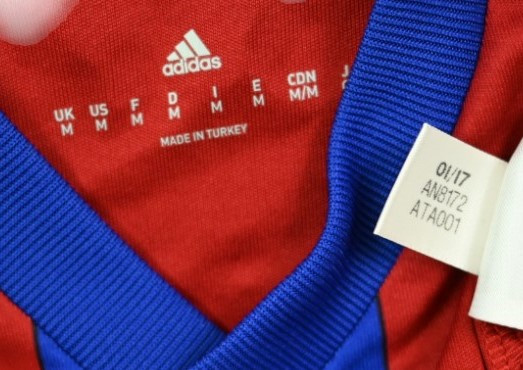 adidas
UK US F D I E CDN J
M M M M M M M/M
MADE IN TURKEY
01/17
AN8172
ATA001